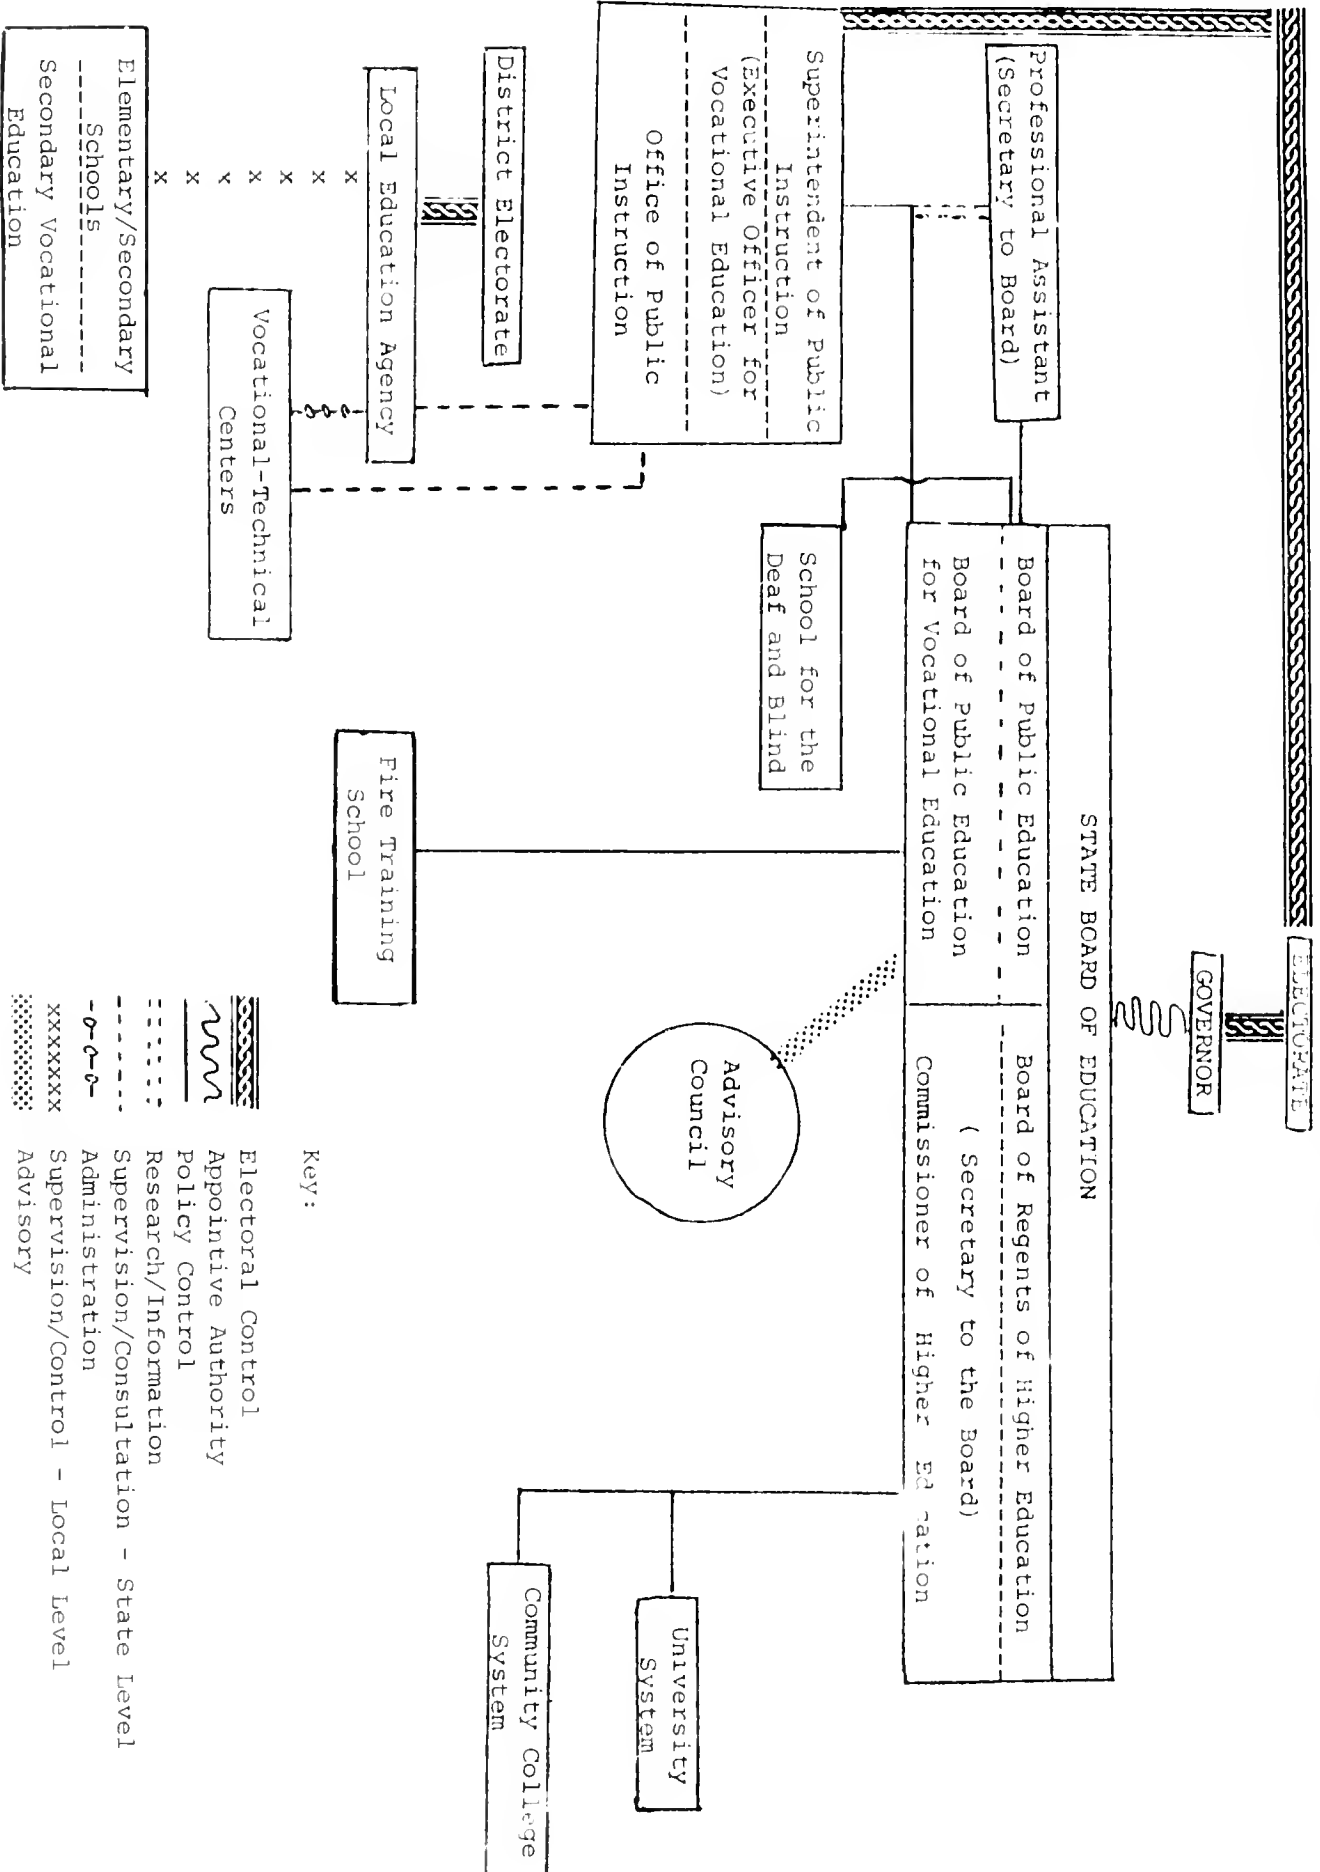 ELECTORATE
GOVERNOR
STATE BOARD OF EDUCATION
Board of Public Education
Board of Public Education
for Vocational Education
Board of Regents of Higher Education
( Secretary to the Board)
Commissioner of Higher
Professional Assistant
(Secretary to Board)
Superintendent of Public
Instruction
(Executive Officer for
Vocational Education)
Office of Public
Instruction
School for the
Deaf and Blind
Advisory
Council
University
System
Community College
System
District Electorate
Local Education Agency
Fire Training
School
Vocational-Technical
Centers
x
x
x
x
x
x
x
Elementary/Secondary
Schools
Secondary Vocational
Education
Key:
Electoral Control
Appointive Authority
Policy Control
Research/Information
Supervision/Consultation - State Level
Administration
xxxxxxx Supervision/Control - Local Level
Advisory